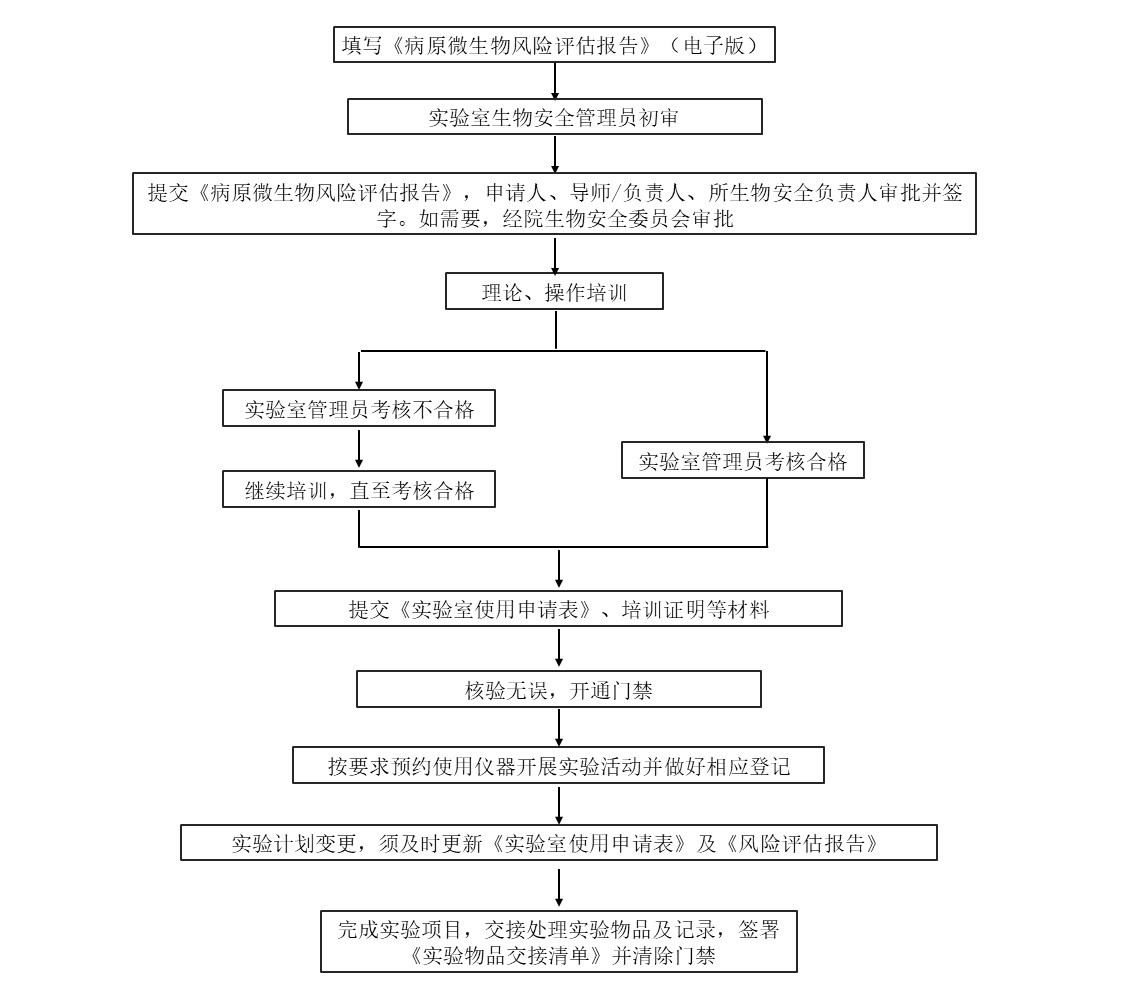 填写《病原微生物风险评估报告》（电子版）
实验室生物安全管理员初审
提交《病原微生物风险评估报告》，申请人、导师/负责人、所生物安全负责人审批并签
字。如需要，经院生物安全委员会审批
理论、操作培训
实验室管理员考核不合格
实验室管理员考核合格
继续培训，直至考核合格
提交《实验室使用申请表》、培训证明等材料
核验无误，开通门禁
按要求预约使用仪器开展实验活动并做好相应登记
实验计划变更，须及时更新《实验室使用申请表》及《风险评估报告》
完成实验项目，交接处理实验物品及记录，签署
《实验物品交接清单》并清除门禁